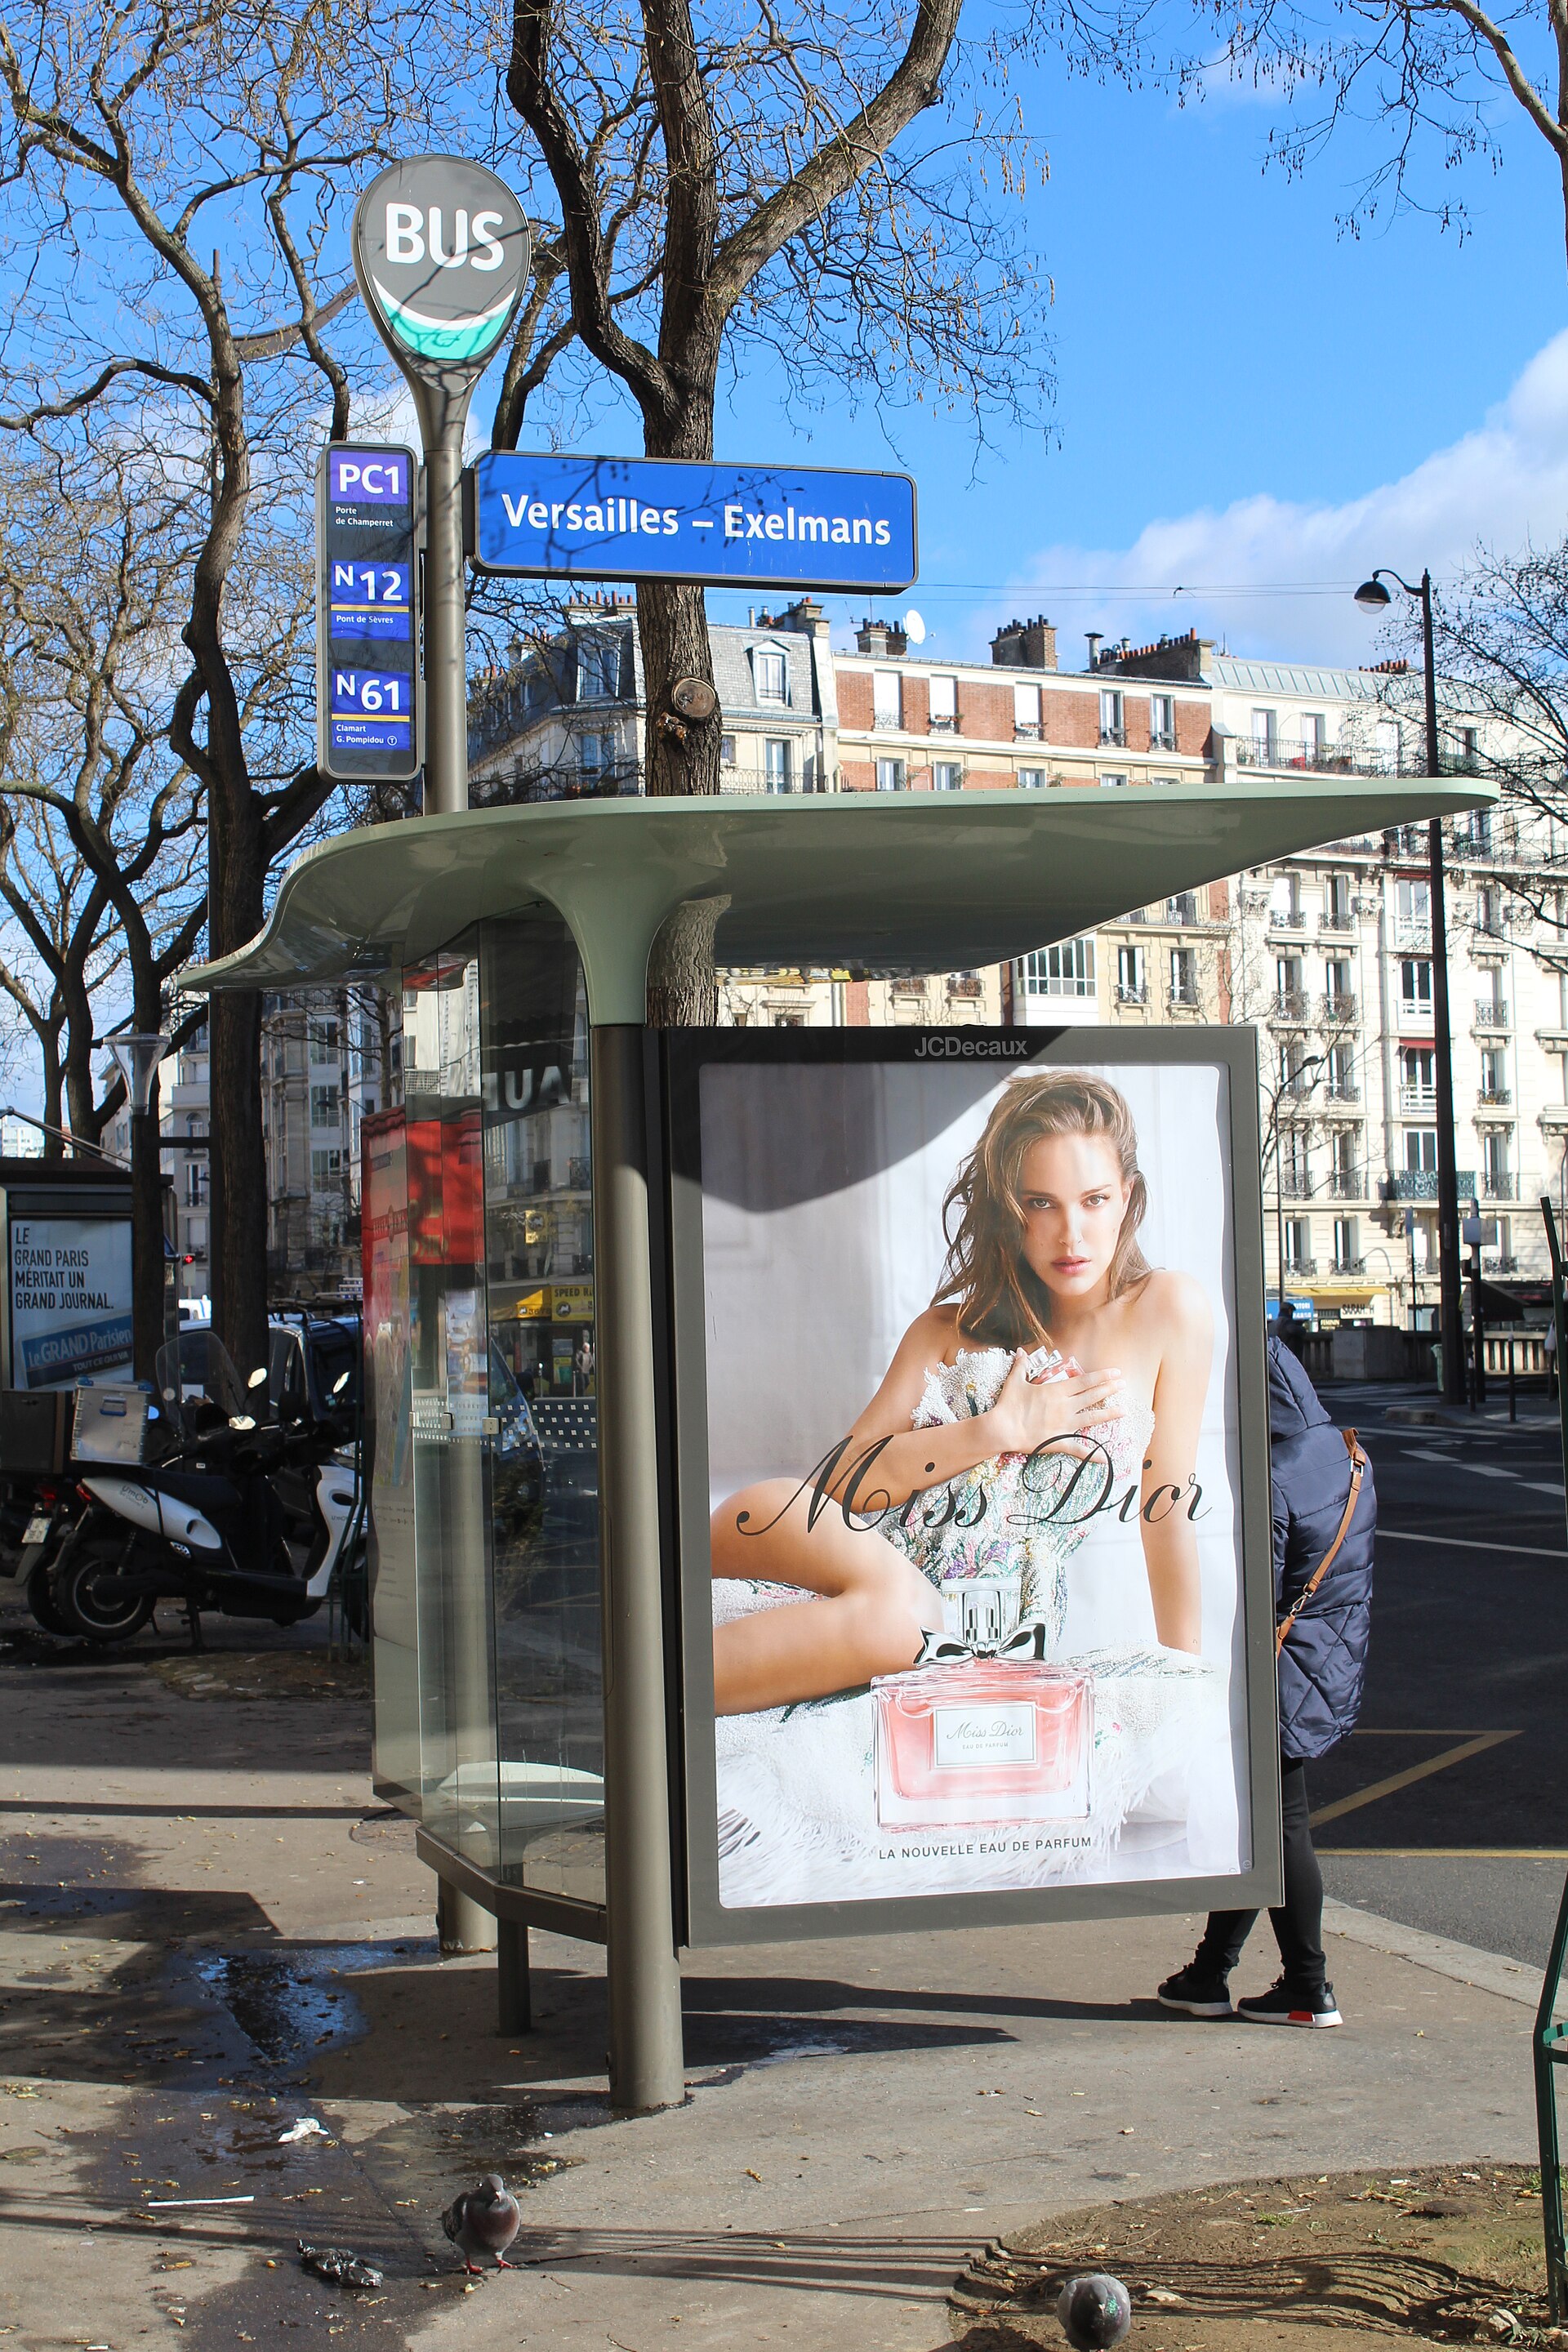 BUS
PC1
Porte
de Champerret
N12
Pont de Sèvres
N61
Clamart
G. Pompidou T
Versailles – Exelmans
JCDecaux
LE
GRAND PARIS
MÉRITAIT UN
GRAND JOURNAL.
Le GRAND Parisien
Miss Dior
Miss Dior
EAU DE PARFUM
LA NOUVELLE EAU DE PARFUM